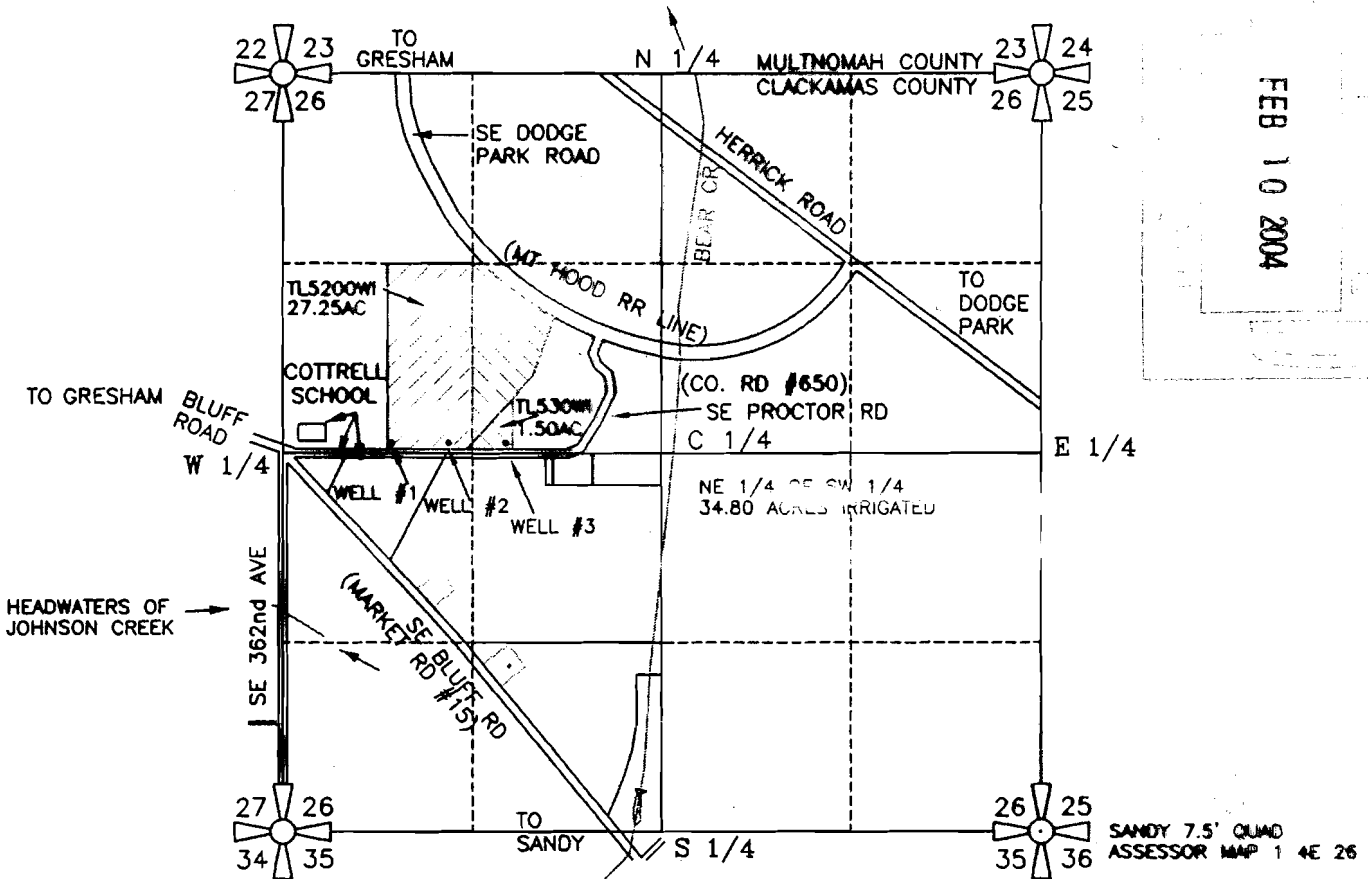 22 23
27 26
TO
GRESHAM
N 1/4
MULTNOMAH COUNTY
CLACKAMAS COUNTY
23 24
26 25
FEB 10 2004
SE DODGE
PARK ROAD
HERRICK ROAD
BEAR CR
(MT HOOD RR LINE)
TO
DODGE
PARK
TL5200WI
27.25AC
COTTRELL
SCHOOL
TO GRESHAM
BLUFF
ROAD
TL530WI
1.50AC
(CO. RD #650)
SE PROCTOR RD
W 1/4
C 1/4
E 1/4
WELL #1
WELL #2
WELL #3
NE 1/4 OF SW 1/4
34.80 ACRES IRRIGATED
SE 362nd AVE
HEADWATERS OF
JOHNSON CREEK
SE BLUFF RD
(MARKET RD #15)
27 26
34 35
TO
SANDY
S 1/4
26 25
35 36
SANDY 7.5' QUAD
ASSESSOR MAP 1 4E 26